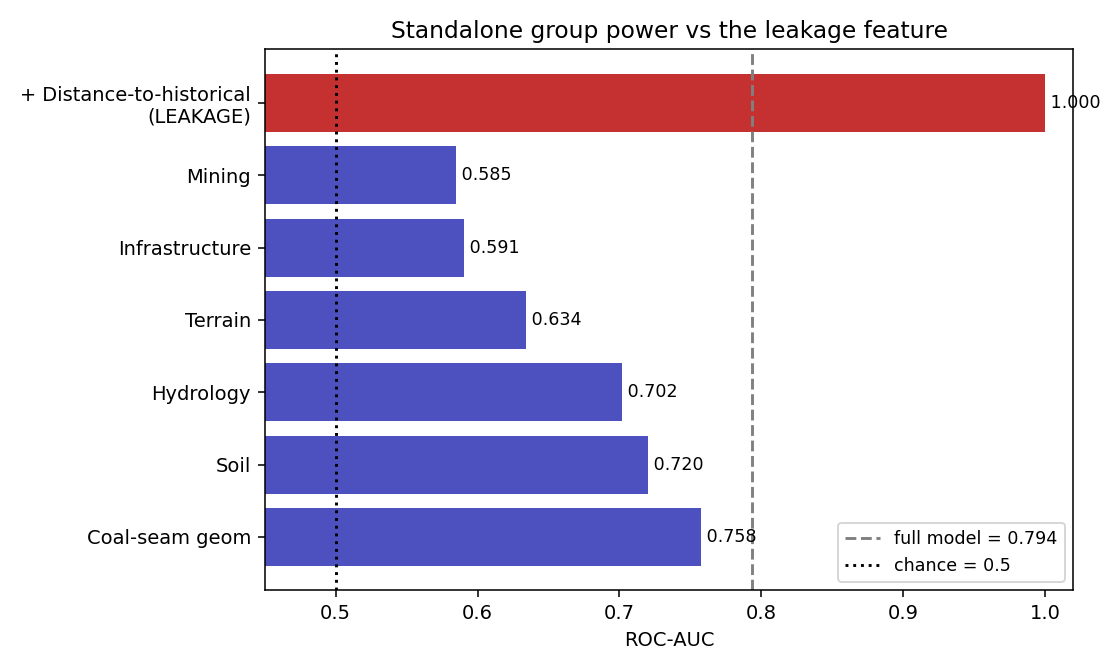 Standalone group power vs the leakage feature
+ Distance-to-historical
(LEAKAGE)
1.000
Mining
0.585
Infrastructure
0.591
Terrain
0.634
Hydrology
0.702
Soil
0.720
Coal-seam geom
0.758
full model = 0.794
chance = 0.5
0.5 0.6 0.7 0.8 0.9 1.0
ROC-AUC